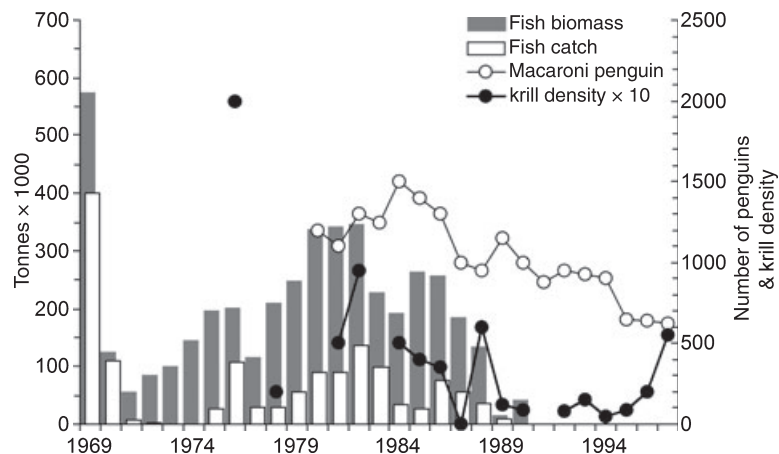 700
600
500
400
300
200
100
0
Tonnes × 1000
Fish biomass
Fish catch
Macaroni penguin
krill density × 10
2500
2000
1500
1000
500
0
Number of penguins
& krill density
1969
1974
1979
1984
1989
1994